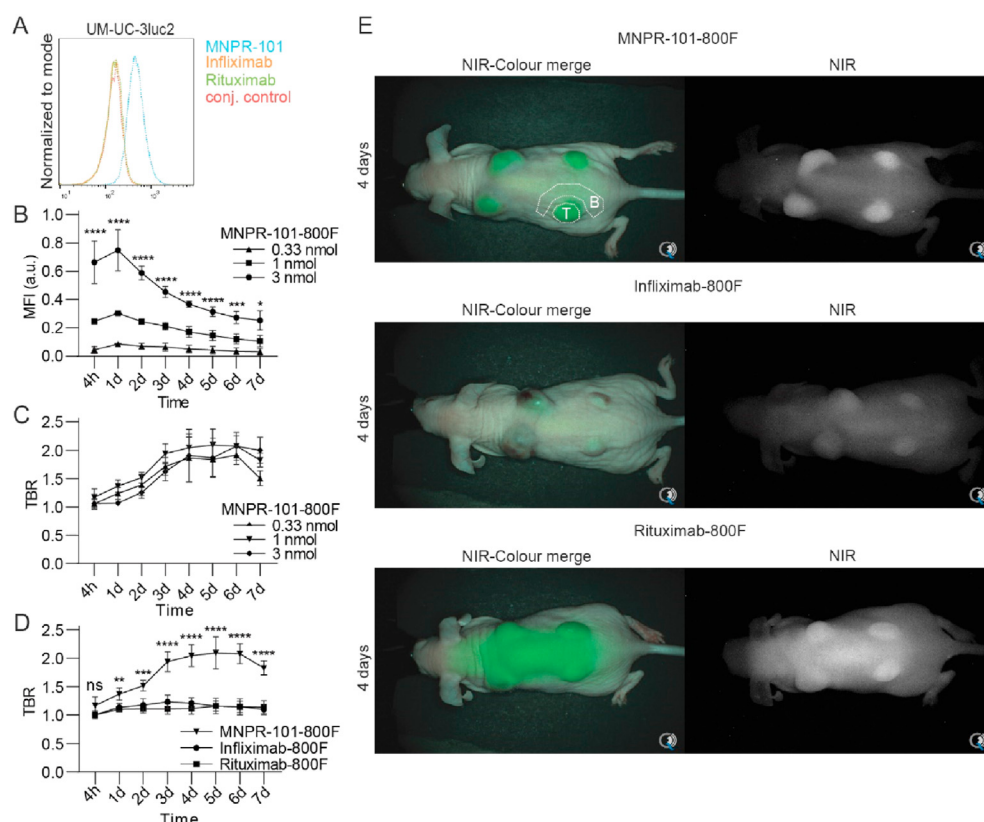 A
UM-UC-3luc2
MNPR-101
Infliximab
Rituximab
conj. control
Normalized to mode
10¹ 10² 10³
B
MNPR-101-800F
0.33 nmol
1 nmol
3 nmol
MFI (a.u.)
1.0
0.8
0.6
0.4
0.2
0.0
**** **** **** **** **** **** *** *
4h 1d 2d 3d 4d 5d 6d 7d
Time
C
TBR
2.5
2.0
1.5
1.0
0.5
0.0
MNPR-101-800F
0.33 nmol
1 nmol
3 nmol
4h 1d 2d 3d 4d 5d 6d 7d
Time
D
TBR
2.5
2.0
1.5
1.0
1.5
2.0
ns ** *** **** **** **** **** ****
MNPR-101-800F
Infliximab-800F
Rituximab-800F
4h 1d 2d 3d 4d 5d 6d 7d
Time
E
MNPR-101-800F
NIR-Colour merge NIR
4 days
T B
Infliximab-800F
NIR-Colour merge NIR
4 days
Rituximab-800F
NIR-Colour merge NIR
4 days